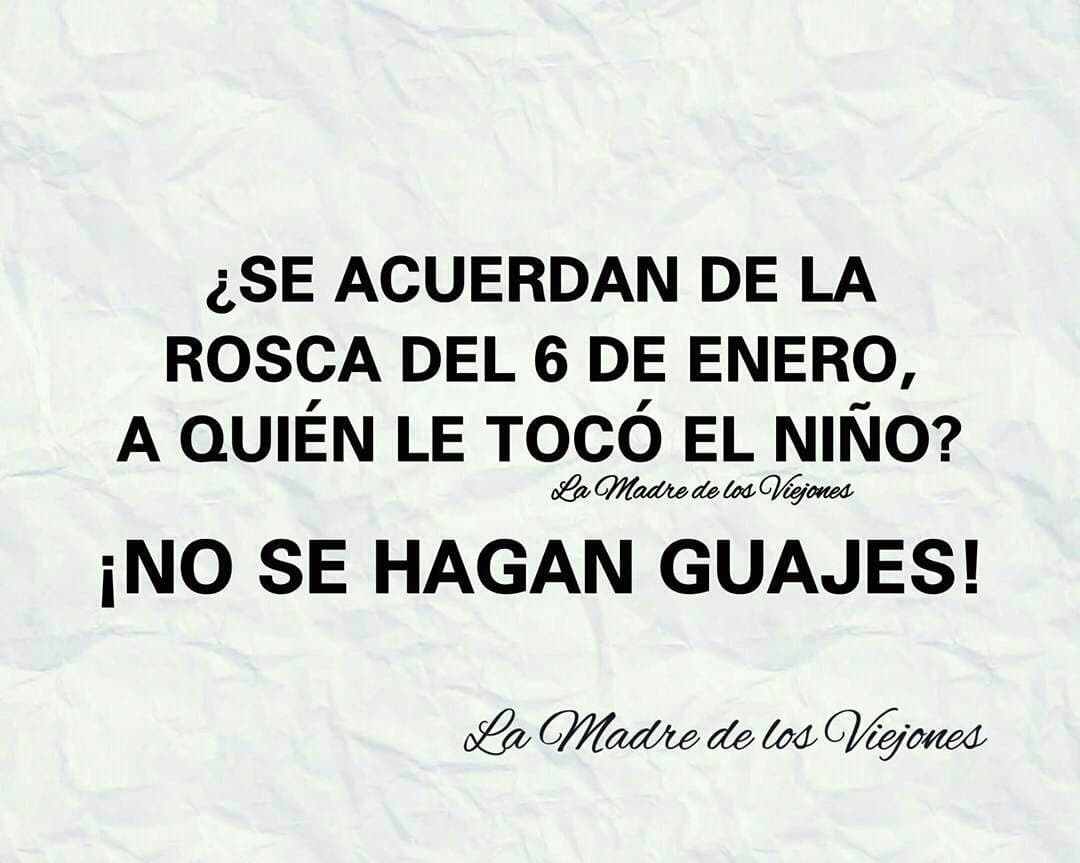 ¿SE ACUERDAN DE LA
ROSCA DEL 6 DE ENERO,
A QUIÉN LE TOCÓ EL NIÑO?
La Madre de los Viejones
¡NO SE HAGAN GUAJES!
La Madre de los Viejones